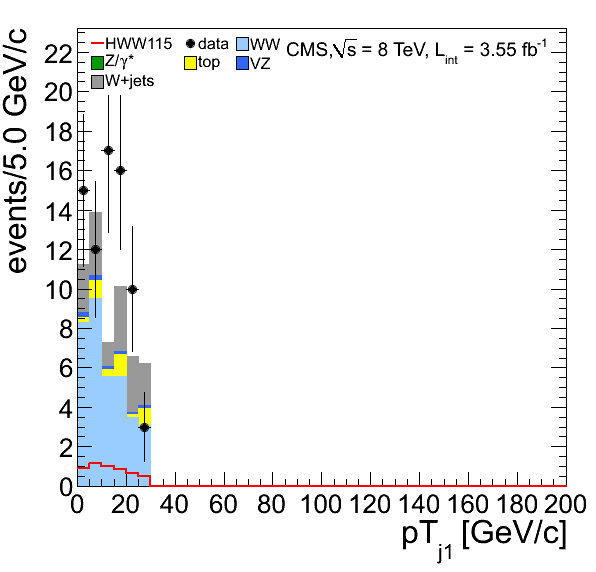 events/5.0 GeV/c
HWW115 data WW
Z/γ* top VZ
W+jets
CMS,√s = 8 TeV, L_int = 3.55 fb⁻¹
22
20
18
16
14
12
10
8
6
4
2
0
0 20 40 60 80 100 120 140 160 180 200
pT_j1 [GeV/c]